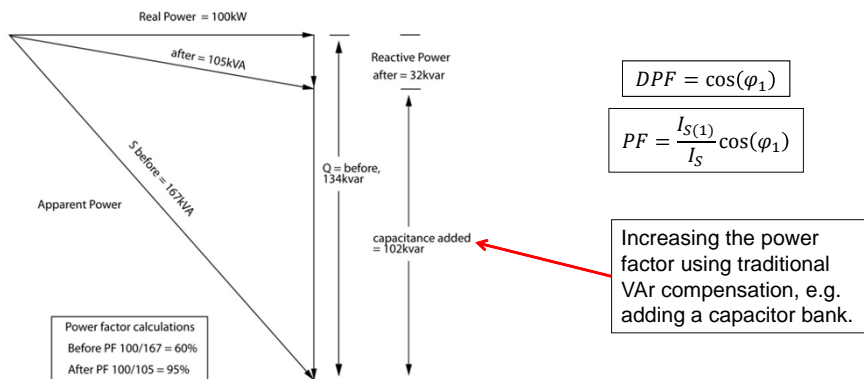 Real Power = 100kW
after = 105kVA
Reactive Power
after = 32kvar
S before = 167kVA
Q = before,
134kvar
Apparent Power
capacitance added
= 102kvar
Power factor calculations
Before PF 100/167 = 60%
After PF 100/105 = 95%
DPF = cos(φ₁)
PF = I_S(1)/I_S cos(φ₁)
Increasing the power
factor using traditional
VAr compensation, e.g.
adding a capacitor bank.